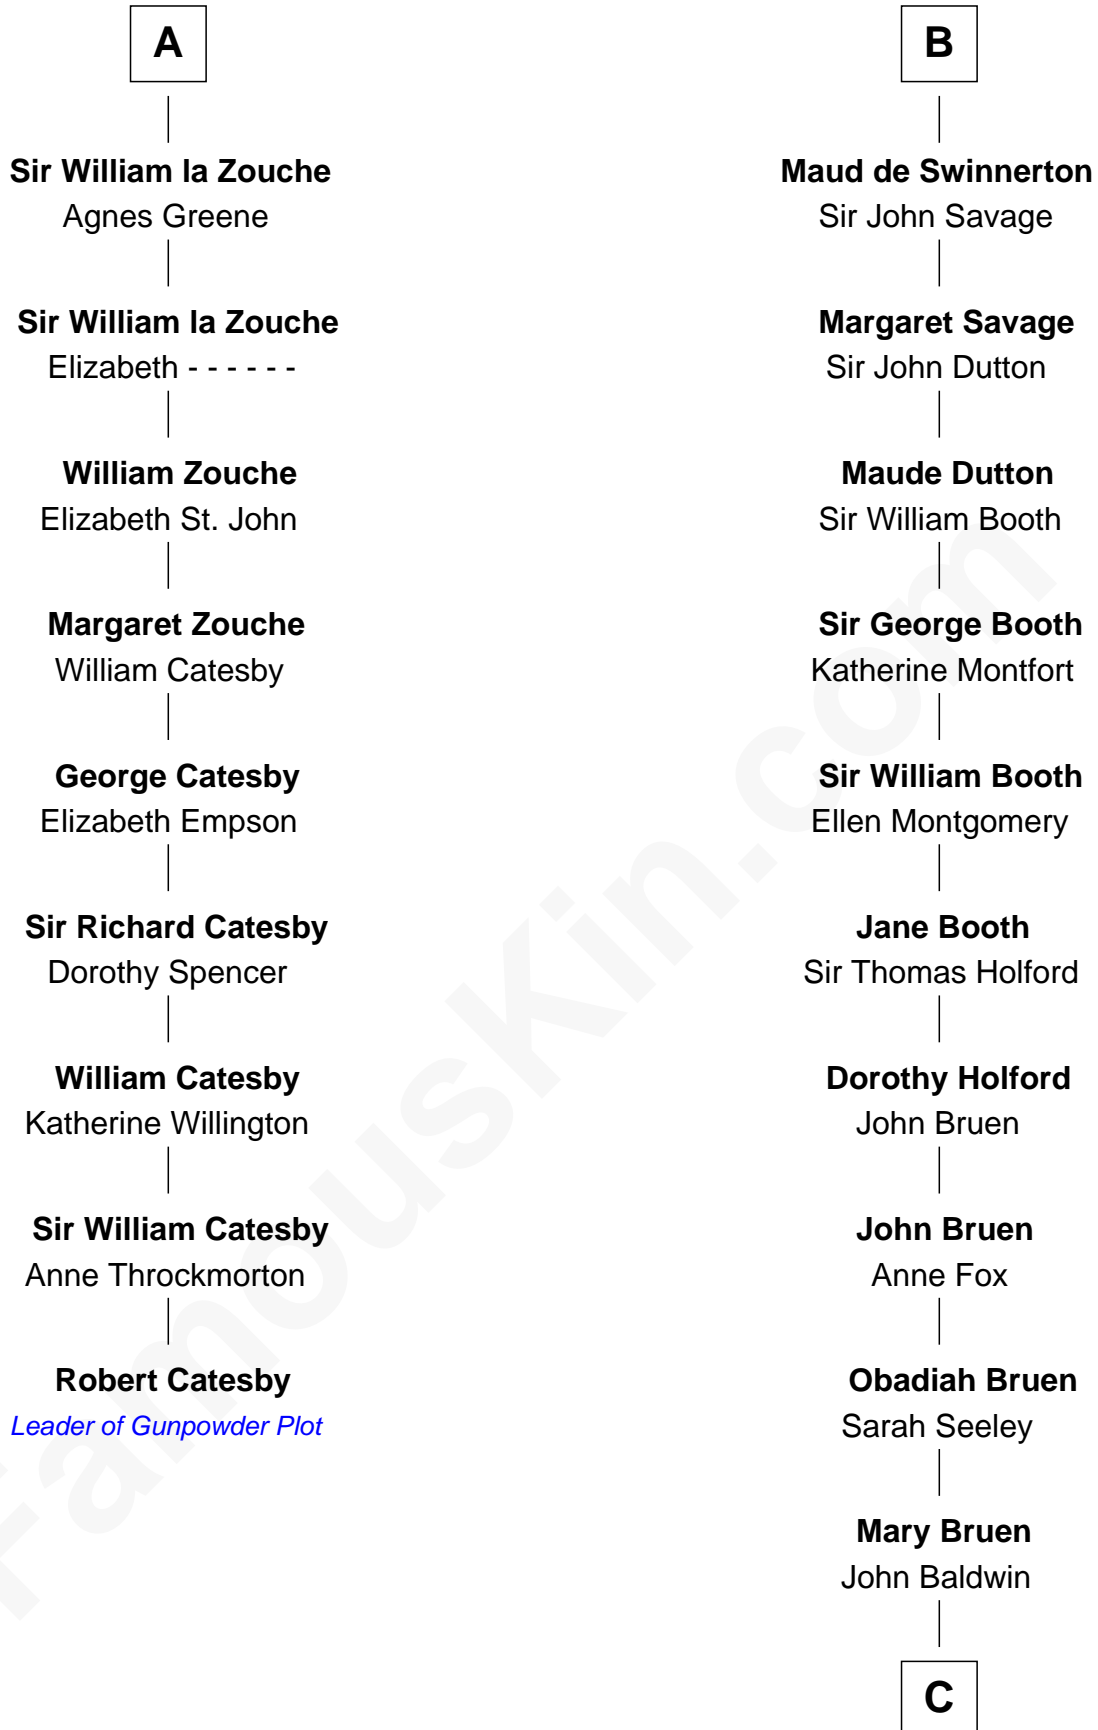 A
Sir William la Zouche
Agnes Greene
Sir William la Zouche
Elizabeth - - - - - -
William Zouche
Elizabeth St. John
Margaret Zouche
William Catesby
George Catesby
Elizabeth Empson
Sir Richard Catesby
Dorothy Spencer
William Catesby
Katherine Willington
Sir William Catesby
Anne Throckmorton
Robert Catesby
Leader of Gunpowder Plot
B
Maud de Swinnerton
Sir John Savage
Margaret Savage
Sir John Dutton
Maude Dutton
Sir William Booth
Sir George Booth
Katherine Montfort
Sir William Booth
Ellen Montgomery
Jane Booth
Sir Thomas Holford
Dorothy Holford
John Bruen
John Bruen
Anne Fox
Obadiah Bruen
Sarah Seeley
Mary Bruen
John Baldwin
C
FamousKin.com